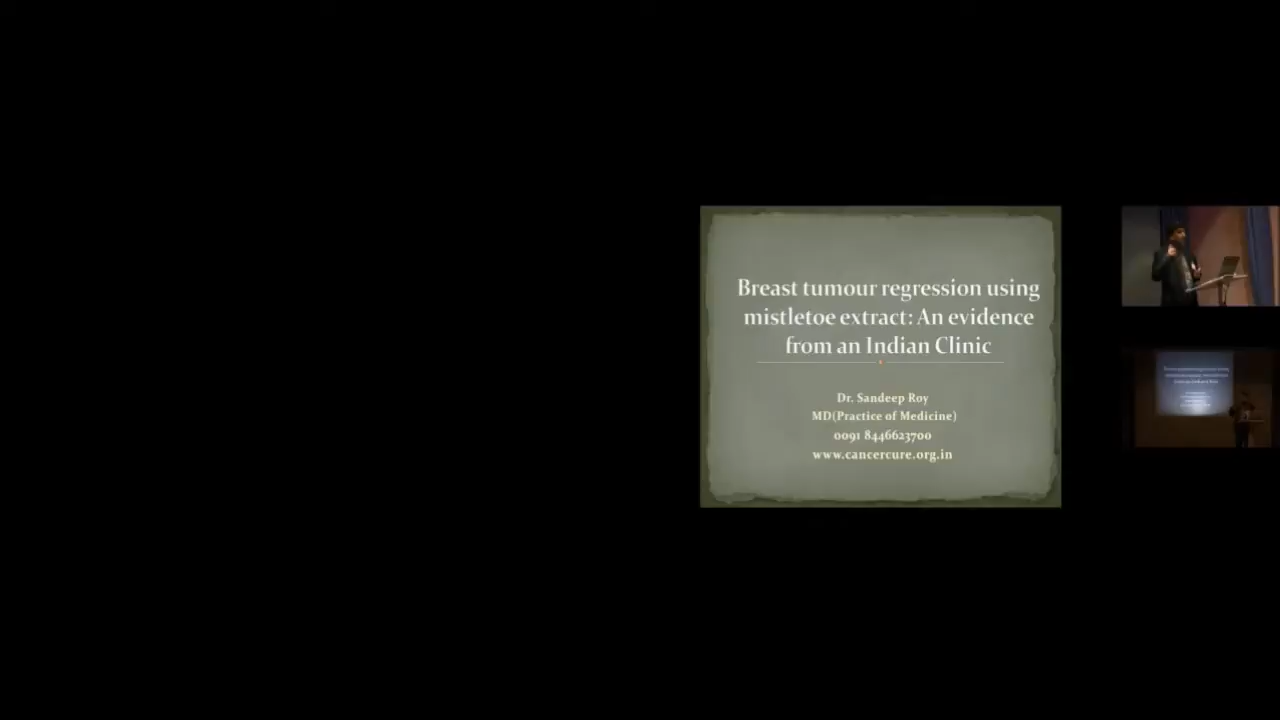 Breast tumour regression using
mistletoe extract: An evidence
from an Indian Clinic
Dr. Sandeep Roy
MD(Practice of Medicine)
0091 8446623700
www.cancercure.org.in